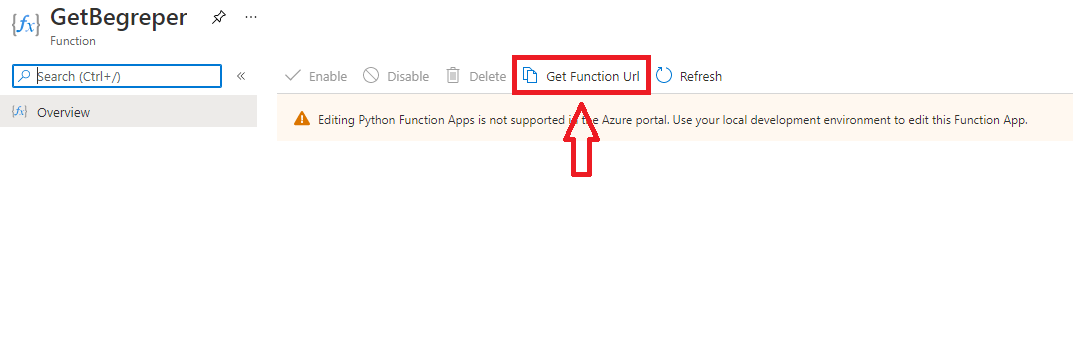 {fx}
GetBegreper
Function
Search (Ctrl+/)
{fx} Overview
Enable Disable Delete Get Function Url Refresh
Editing Python Function Apps is not supported in the Azure portal. Use your local development environment to edit this Function App.